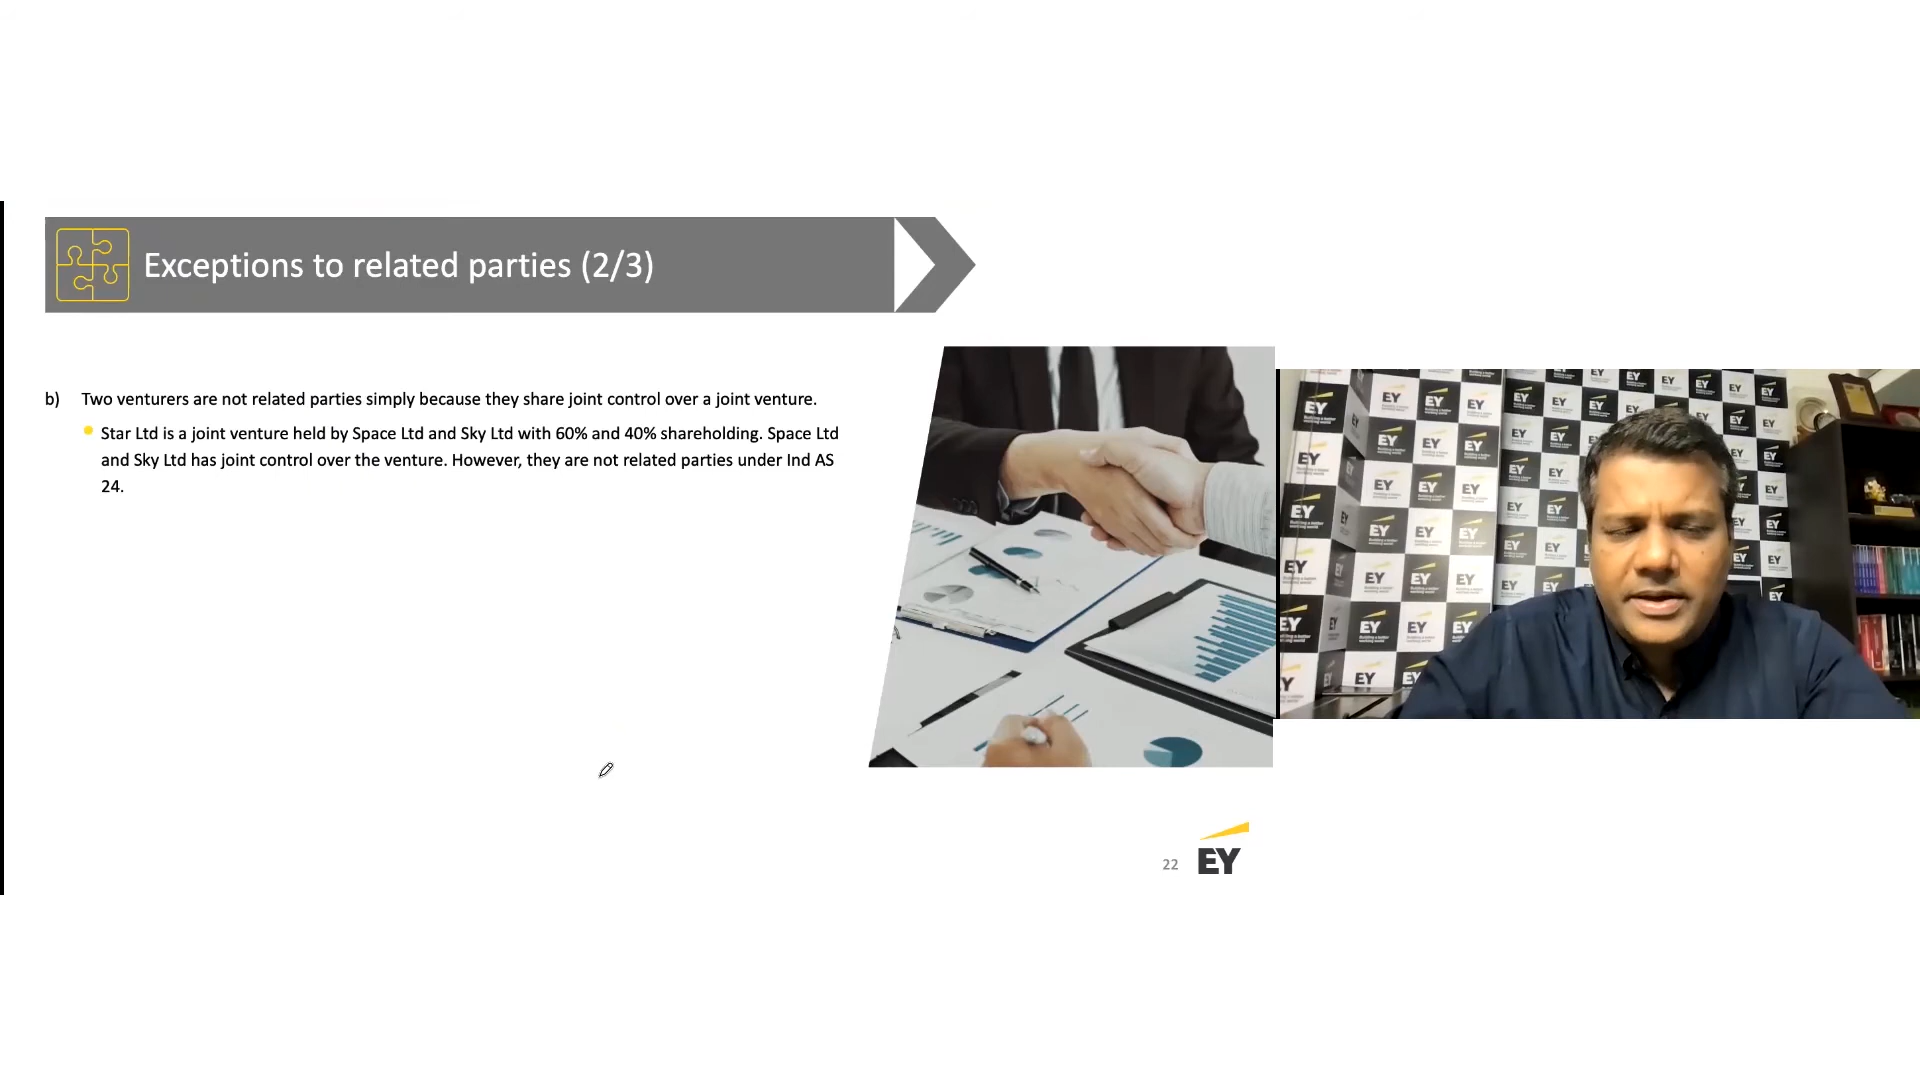 Exceptions to related parties (2/3)
b) Two venturers are not related parties simply because they share joint control over a joint venture.
Star Ltd is a joint venture held by Space Ltd and Sky Ltd with 60% and 40% shareholding. Space Ltd
and Sky Ltd has joint control over the venture. However, they are not related parties under Ind AS
24.
22
EY